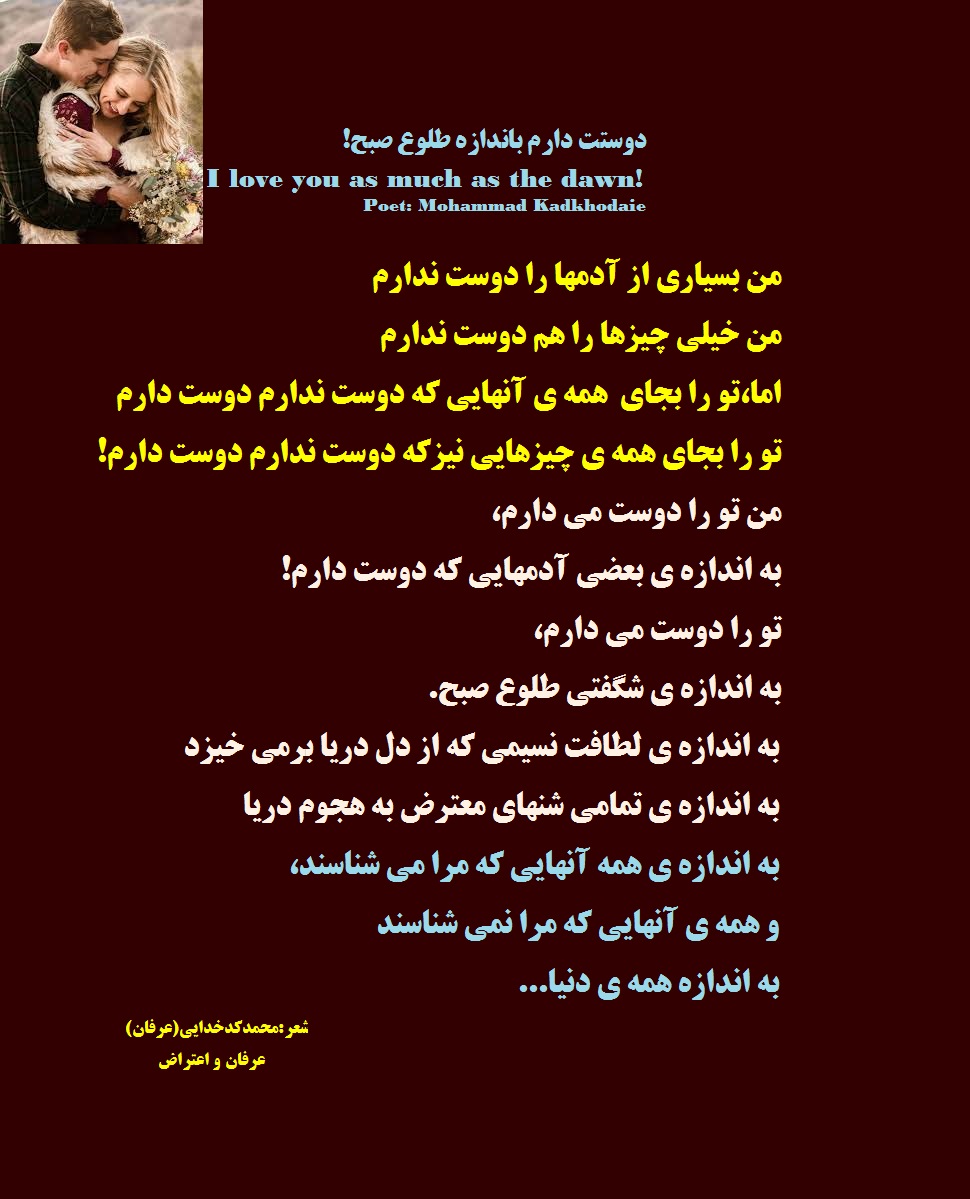 دوستت دارم باندازه طلوع صبح!
I love you as much as the dawn!
Poet: Mohammad Kadkhodaie
من بسیاری از آدمها را دوست ندارم
من خیلی چیزها را هم دوست ندارم
اما،تو را بجای همه ی آنهایی که دوست ندارم دوست دارم
تو را بجای همه ی چیزهایی نیزکه دوست ندارم دوست دارم!
من تو را دوست می دارم،
به اندازه ی بعضی آدمهایی که دوست دارم!
تو را دوست می دارم،
به اندازه ی شگفتی طلوع صبح.
به اندازه ی لطافت نسیمی که از دل دریا برمی خیزد
به اندازه ی تمامی شنهای معترض به هجوم دریا
به اندازه ی همه آنهایی که مرا می شناسند،
و همه ی آنهایی که مرا نمی شناسند
به اندازه همه ی دنیا...
شعر:محمدکدخدایی(عرفان)
عرفان و اعتراض